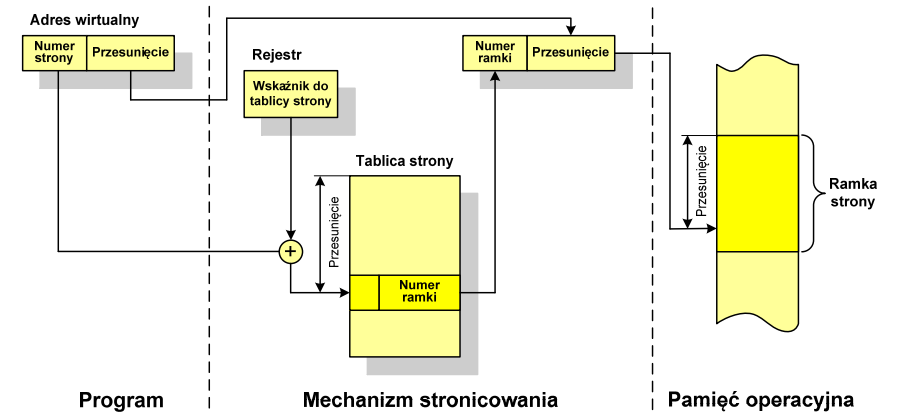 Adres wirtualny
Numer
strony
Przesunięcie
Rejestr
Wskaźnik do
tablicy strony
Numer
ramki
Przesunięcie
Tablica strony
Przesunięcie
Numer
ramki
+
Przesunięcie
Ramka
strony
Program
Mechanizm stronicowania
Pamięć operacyjna